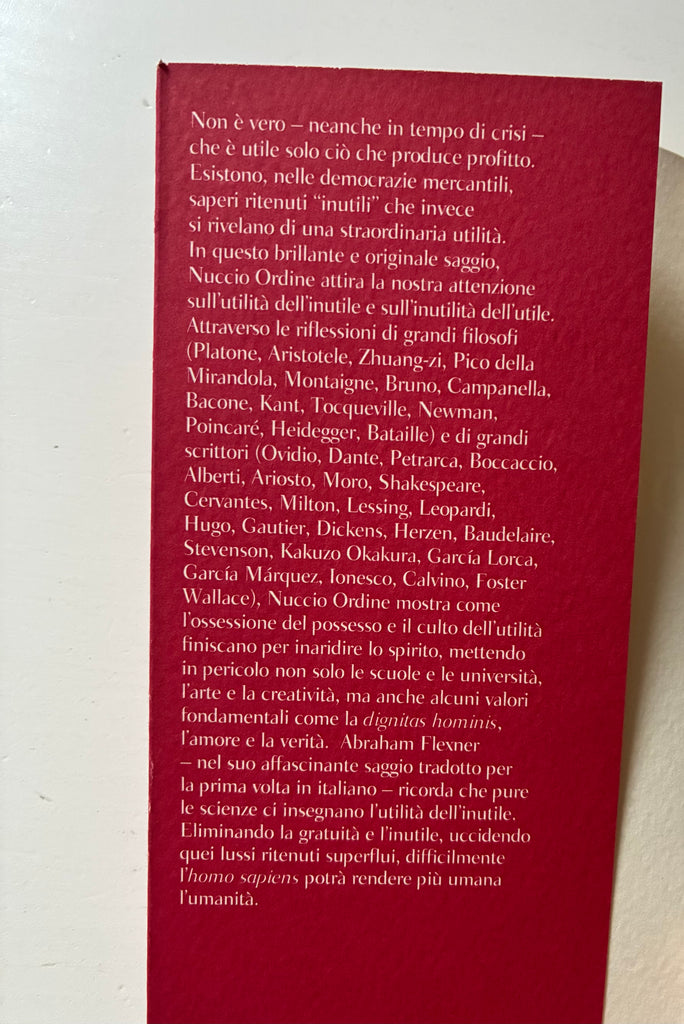 Non è vero – neanche in tempo di crisi –
che è utile solo ciò che produce profitto.
Esistono, nelle democrazie mercantili,
saperi ritenuti “inutili” che invece
si rivelano di una straordinaria utilità.
In questo brillante e originale saggio,
Nuccio Ordine attira la nostra attenzione
sull'utilità dell'inutile e sull'inutilità dell'utile.
Attraverso le riflessioni di grandi filosofi
(Platone, Aristotele, Zhuang-zi, Pico della
Mirandola, Montaigne, Bruno, Campanella,
Bacone, Kant, Tocqueville, Newman,
Poincaré, Heidegger, Bataille) e di grandi
scrittori (Ovidio, Dante, Petrarca, Boccaccio,
Alberti, Ariosto, Moro, Shakespeare,
Cervantes, Milton, Lessing, Leopardi,
Hugo, Gautier, Dickens, Herzen, Baudelaire,
Stevenson, Kakuzo Okakura, García Lorca,
García Márquez, Ionesco, Calvino, Foster
Wallace), Nuccio Ordine mostra come
l'ossessione del possesso e il culto dell'utilità
finiscano per inaridire lo spirito, mettendo
in pericolo non solo le scuole e le università,
l'arte e la creatività, ma anche alcuni valori
fondamentali come la dignitas hominis,
l'amore e la verità. Abraham Flexner
– nel suo affascinante saggio tradotto per
la prima volta in italiano – ricorda che pure
le scienze ci insegnano l'utilità dell'inutile.
Eliminando la gratuità e l'inutile, uccidendo
quei lussi ritenuti superflui, difficilmente
l'homo sapiens potrà rendere più umana
l'umanità.